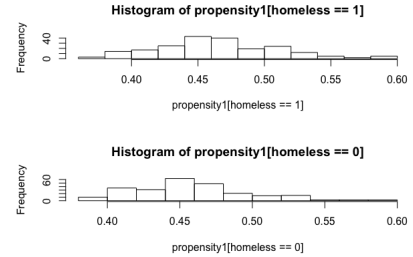 Histogram of propensity1[homeless == 1]
Frequency
0 40
0.40 0.45 0.50 0.55 0.60
propensity1[homeless == 1]
Histogram of propensity1[homeless == 0]
Frequency
0 60
0.40 0.45 0.50 0.55 0.60
propensity1[homeless == 0]